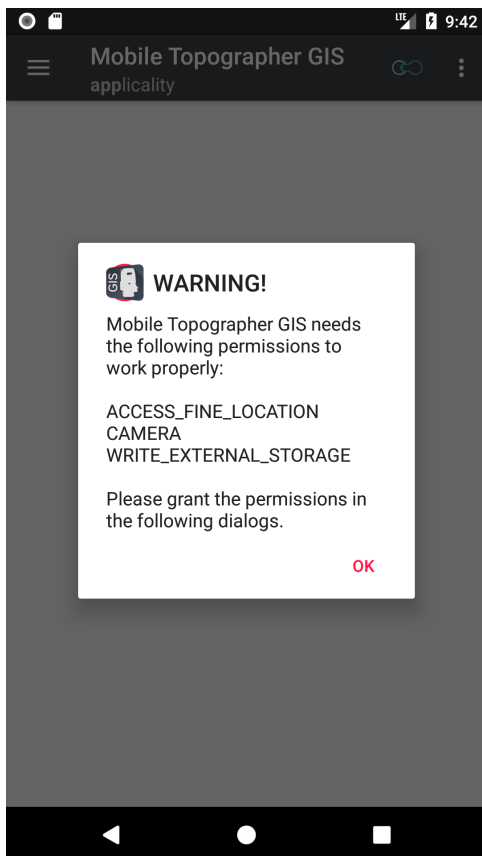 LTE 9:42
Mobile Topographer GIS
applicality
GIS
WARNING!
Mobile Topographer GIS needs
the following permissions to
work properly:
ACCESS_FINE_LOCATION
CAMERA
WRITE_EXTERNAL_STORAGE
Please grant the permissions in
the following dialogs.
OK